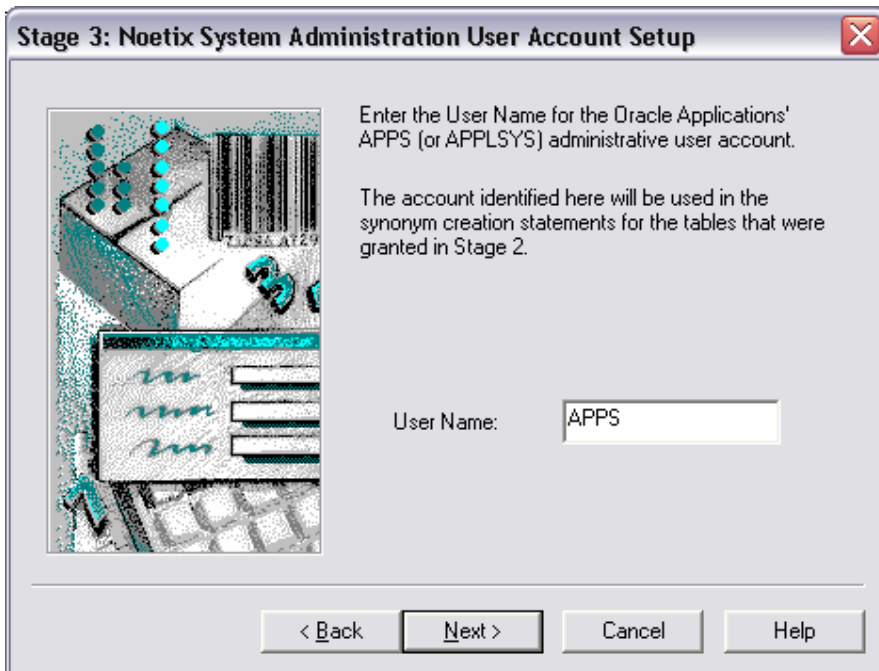 Stage 3: Noetix System Administration User Account Setup
Enter the User Name for the Oracle Applications'
APPS (or APPLSYS) administrative user account.
The account identified here will be used in the
synonym creation statements for the tables that were
granted in Stage 2.
User Name:
APPS
< Back
Next >
Cancel
Help